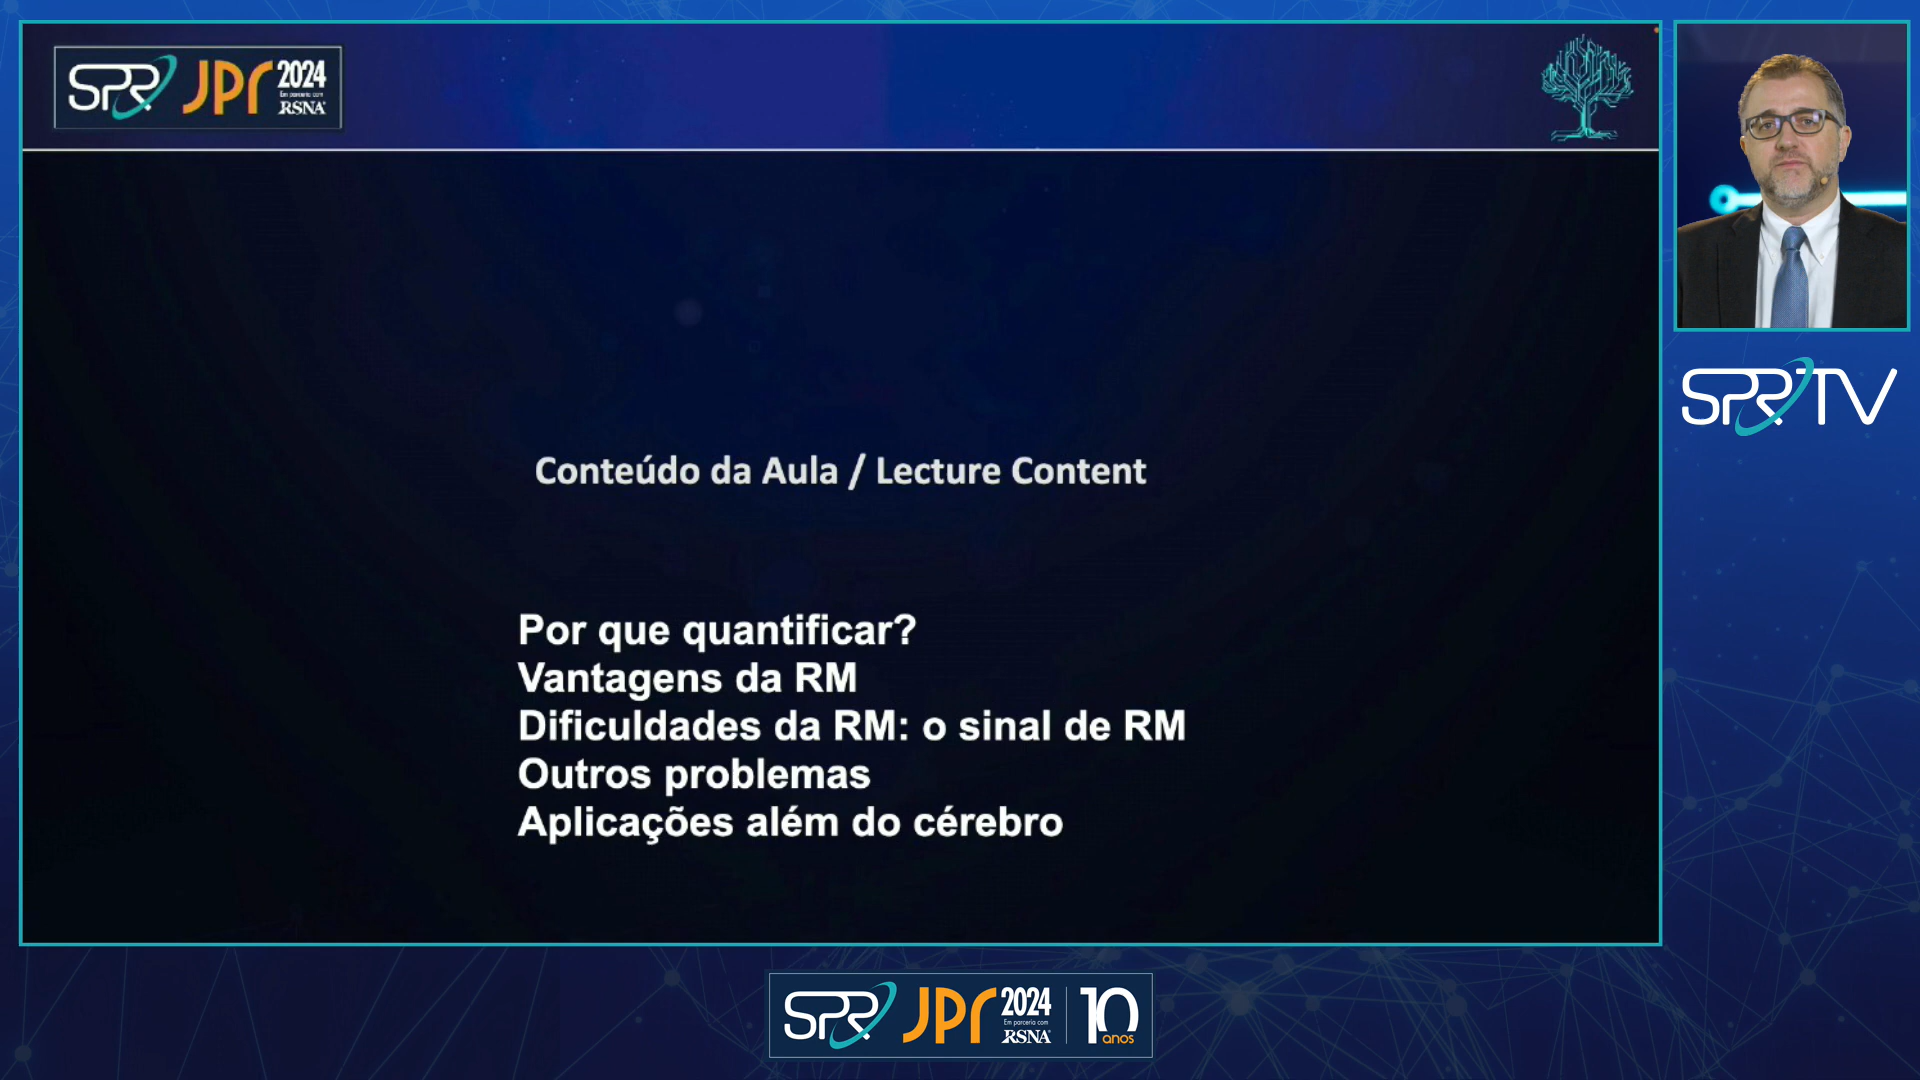 SPR JPR 2024
Em parceria com
RSNA
Conteúdo da Aula / Lecture Content
Por que quantificar?
Vantagens da RM
Dificuldades da RM: o sinal de RM
Outros problemas
Aplicações além do cérebro
SPR TV
SPR JPR 2024
Em parceria com
RSNA
10
anos